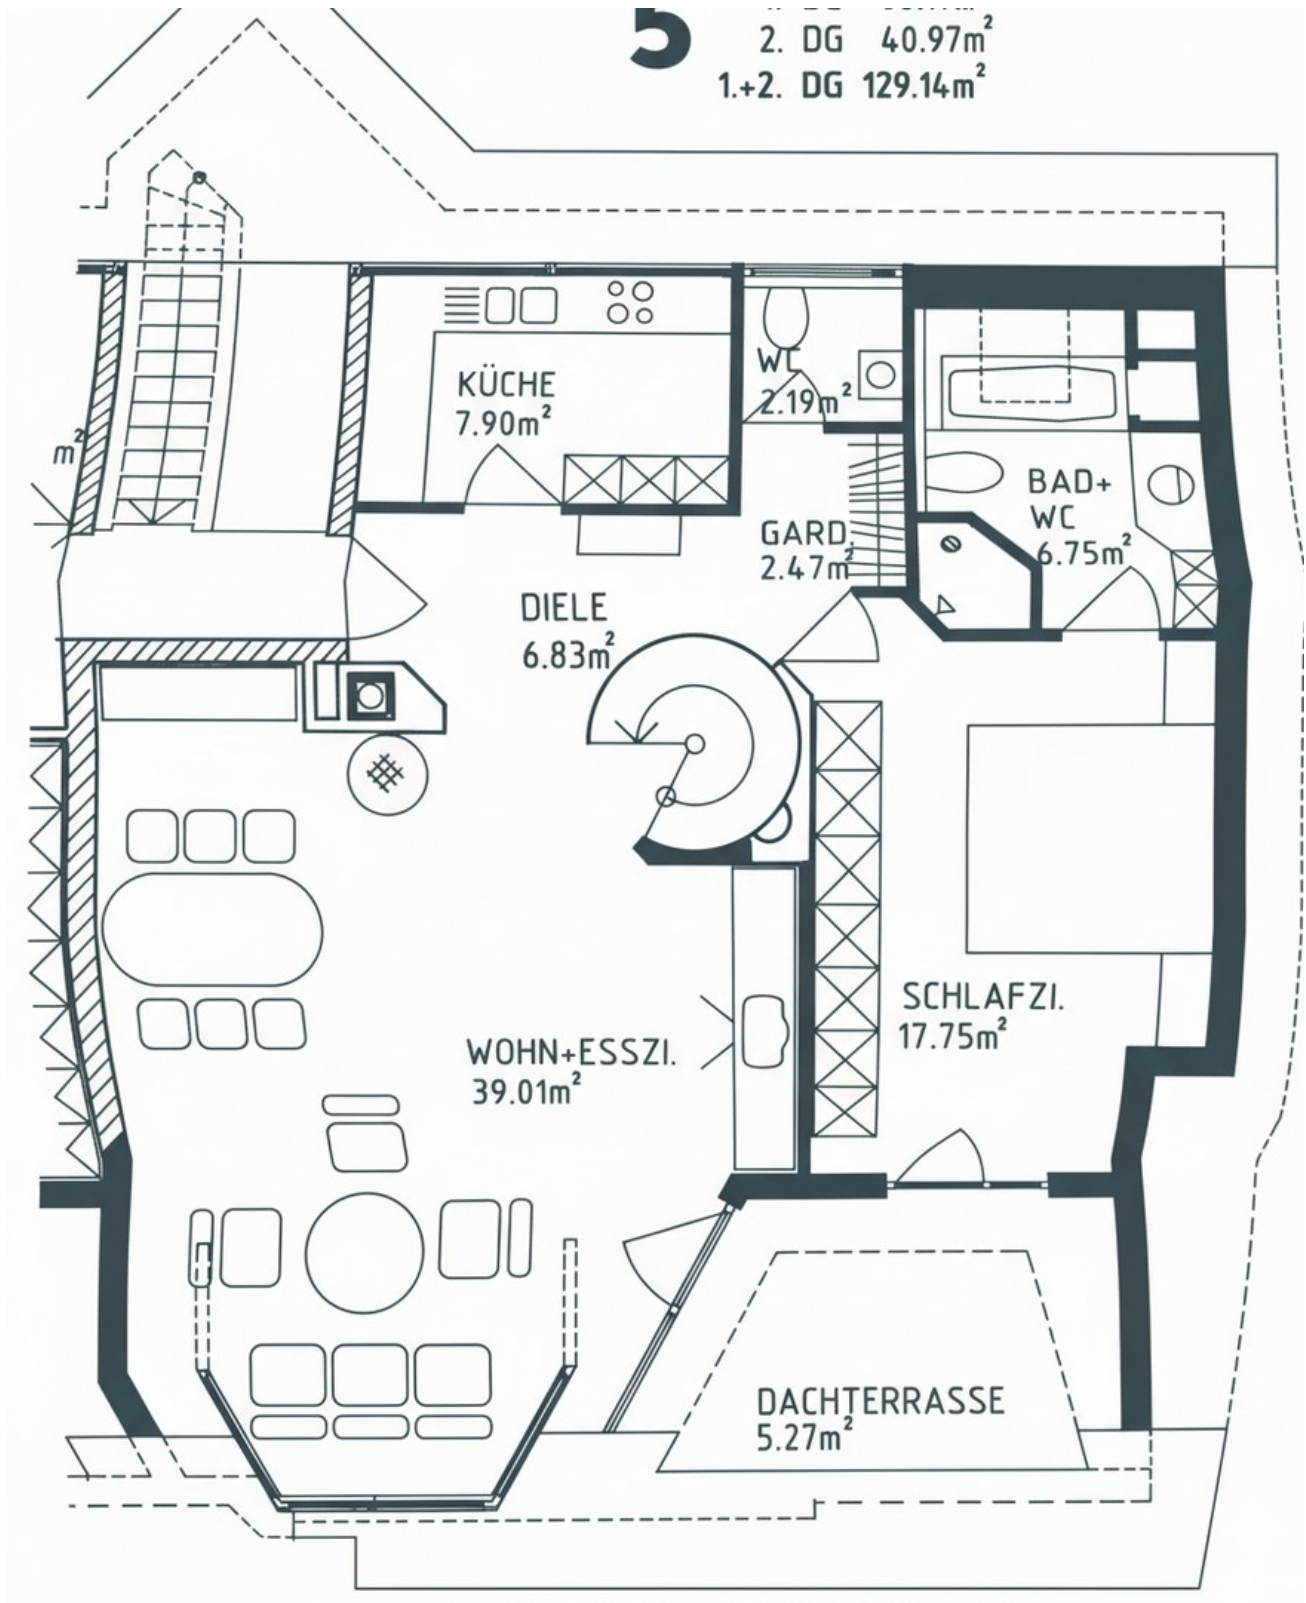 5
2. DG 40.97m²
1.+2. DG 129.14m²
KÜCHE
7.90m²
WC
2.19m²
m²
BAD+
WC
6.75m²
GARD.
2.47m²
DIELE
6.83m²
SCHLAFZI.
17.75m²
WOHN+ESSZI.
39.01m²
DACHTERRASSE
5.27m²